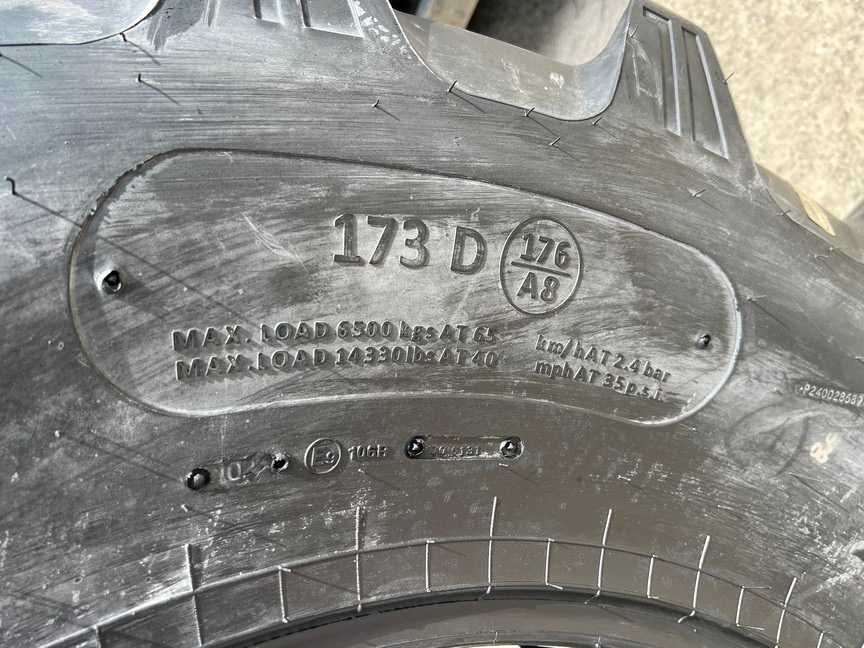 173 D 176
A8
MAX. LOAD 6500 kgs AT 65 km/h AT 2.4 bar
MAX. LOAD 14330 lbs AT 40 mph AT 35 p.s.i.
E9 106R